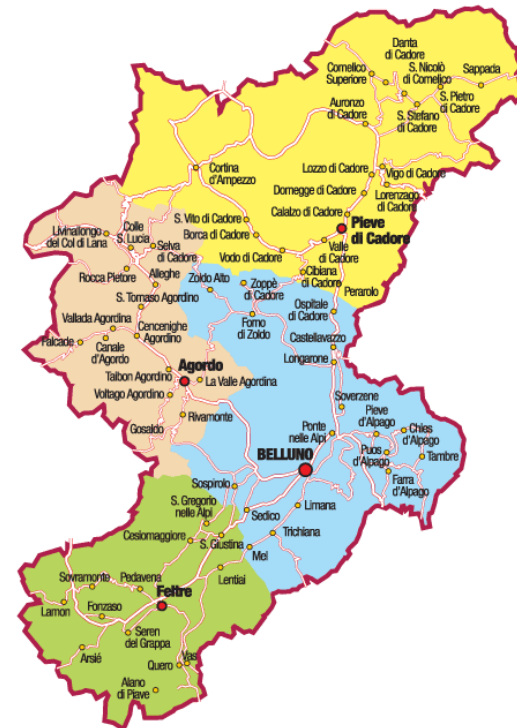 Danta
di Cadore
Comelico
Superiore
S. Nicolò
di Comelico
Sappada
Auronzo
di Cadore
S. Pietro
di Cadore
S. Stefano
di Cadore
Cortina
d'Ampezzo
Lozzo di Cadore
Vigo di Cadore
Domegge di Cadore
Lorenzago
di Cadore
Calalzo di Cadore
S. Vito di Cadore
Pieve
di Cadore
Borca di Cadore
Valle
di Cadore
Vodo di Cadore
Cibiana
di Cadore
Perarolo
Livinallongo
del Col di Lana
Colle
S. Lucia
Selva
di Cadore
Rocca Pietore
Alleghe
Zoldo Alto
Zoppè
di Cadore
S. Tomaso Agordino
Ospitale
di Cadore
Vallada Agordina
Cencenighe
Agordino
Forno
di Zoldo
Falcade
Canale
d'Agordo
Castellavazzo
Longarone
Agordo
Taibon Agordino
La Valle Agordina
Voltago Agordino
Rivamonte
Gosaldo
Soverzene
Ponte
nelle Alpi
Pieve
d'Alpago
Chies
d'Alpago
BELLUNO
Puos
d'Alpago
Tambre
Farra
d'Alpago
Sospirolo
S. Gregorio
nelle Alpi
Sedico
Limana
Cesiomaggiore
S. Giustina
Trichiana
Mel
Lentiai
Sovramonte
Pedavena
Feltre
Lamon
Fonzaso
Seren
del Grappa
Arsié
Quero
Vas
Alano
di Piave